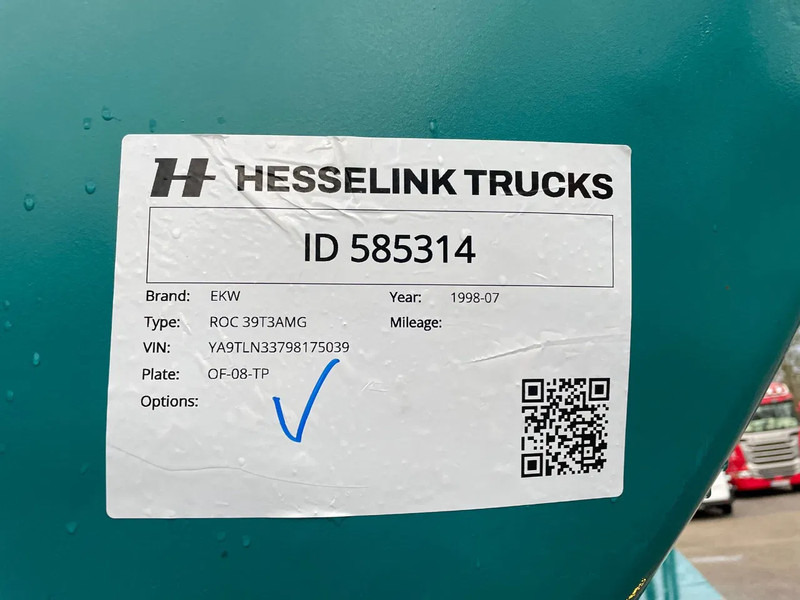 H HESSELINK TRUCKS
ID 585314
Brand: EKW Year: 1998-07
Type: ROC 39T3AMG Mileage:
VIN: YA9TLN33798175039
Plate: OF-08-TP
Options: